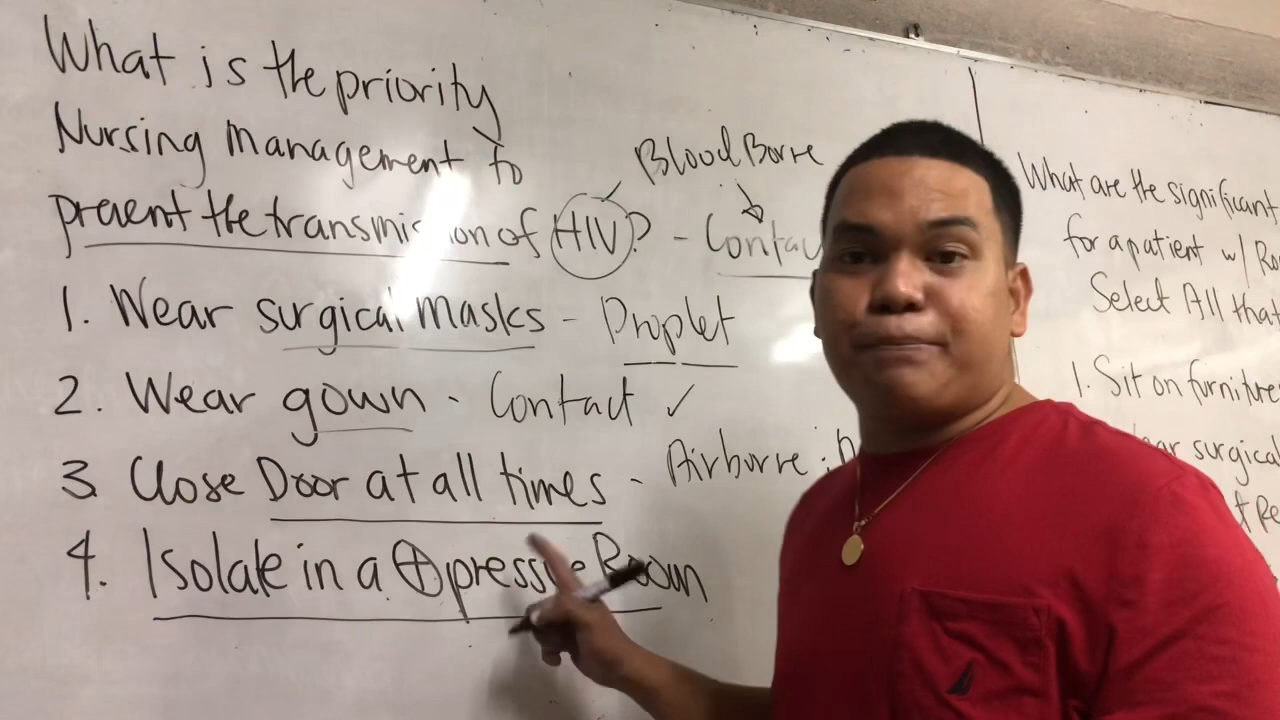 What is the priority
Nursing management to
prevent the transmission of HIV? - Contac
Blood Borne
1. Wear surgical masks - Droplet
2. Wear gown - Contact ✓
3. Close Door at all times - Airborne :
4. Isolate in a ⊕ pressure Room
What are the significant
for a patient w/
Select All that
1. Sit on furniture
surgical